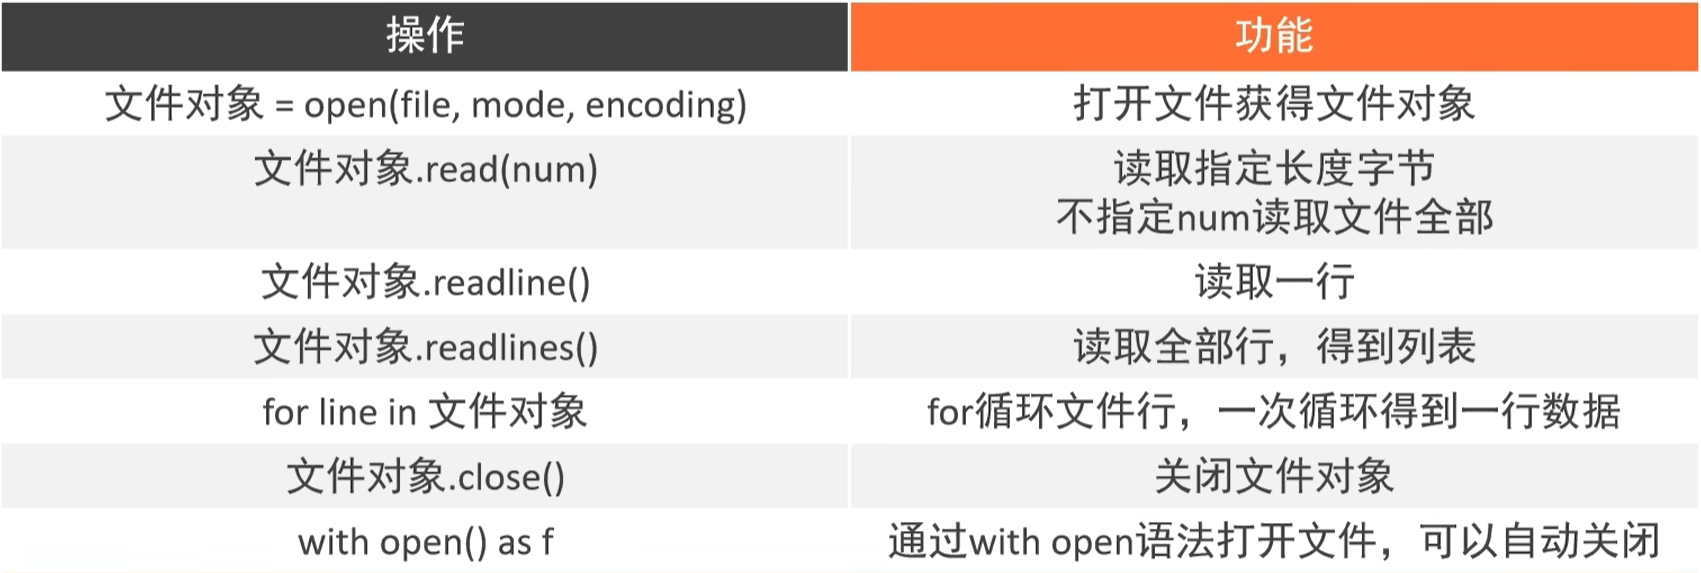 操作 功能
文件对象 = open(file, mode, encoding) 打开文件获得文件对象
文件对象.read(num) 读取指定长度字节
不指定num读取文件全部
文件对象.readline() 读取一行
文件对象.readlines() 读取全部行，得到列表
for line in 文件对象 for循环文件行，一次循环得到一行数据
文件对象.close() 关闭文件对象
with open() as f 通过with open语法打开文件，可以自动关闭